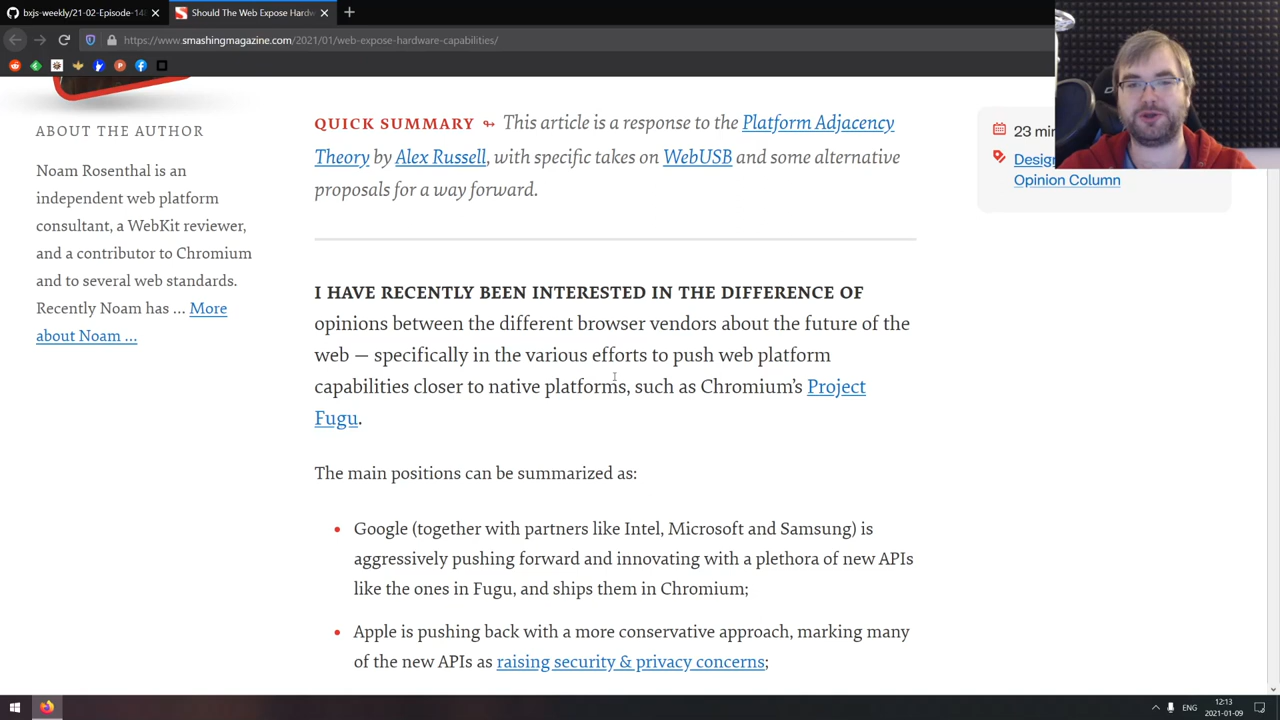 bxjs-weekly/21-02-Episode-148
Should The Web Expose Hardw
https://www.smashingmagazine.com/2021/01/web-expose-hardware-capabilities/
ABOUT THE AUTHOR
Noam Rosenthal is an
independent web platform
consultant, a WebKit reviewer,
and a contributor to Chromium
and to several web standards.
Recently Noam has ... More
about Noam ...
QUICK SUMMARY ↬ This article is a response to the Platform Adjacency
Theory by Alex Russell, with specific takes on WebUSB and some alternative
proposals for a way forward.
I HAVE RECENTLY BEEN INTERESTED IN THE DIFFERENCE OF
opinions between the different browser vendors about the future of the
web — specifically in the various efforts to push web platform
capabilities closer to native platforms, such as Chromium's Project
Fugu.
The main positions can be summarized as:
• Google (together with partners like Intel, Microsoft and Samsung) is
aggressively pushing forward and innovating with a plethora of new APIs
like the ones in Fugu, and ships them in Chromium;
• Apple is pushing back with a more conservative approach, marking many
of the new APIs as raising security & privacy concerns;
23 min
Design
Opinion Column
ENG
12:13
2021-01-09